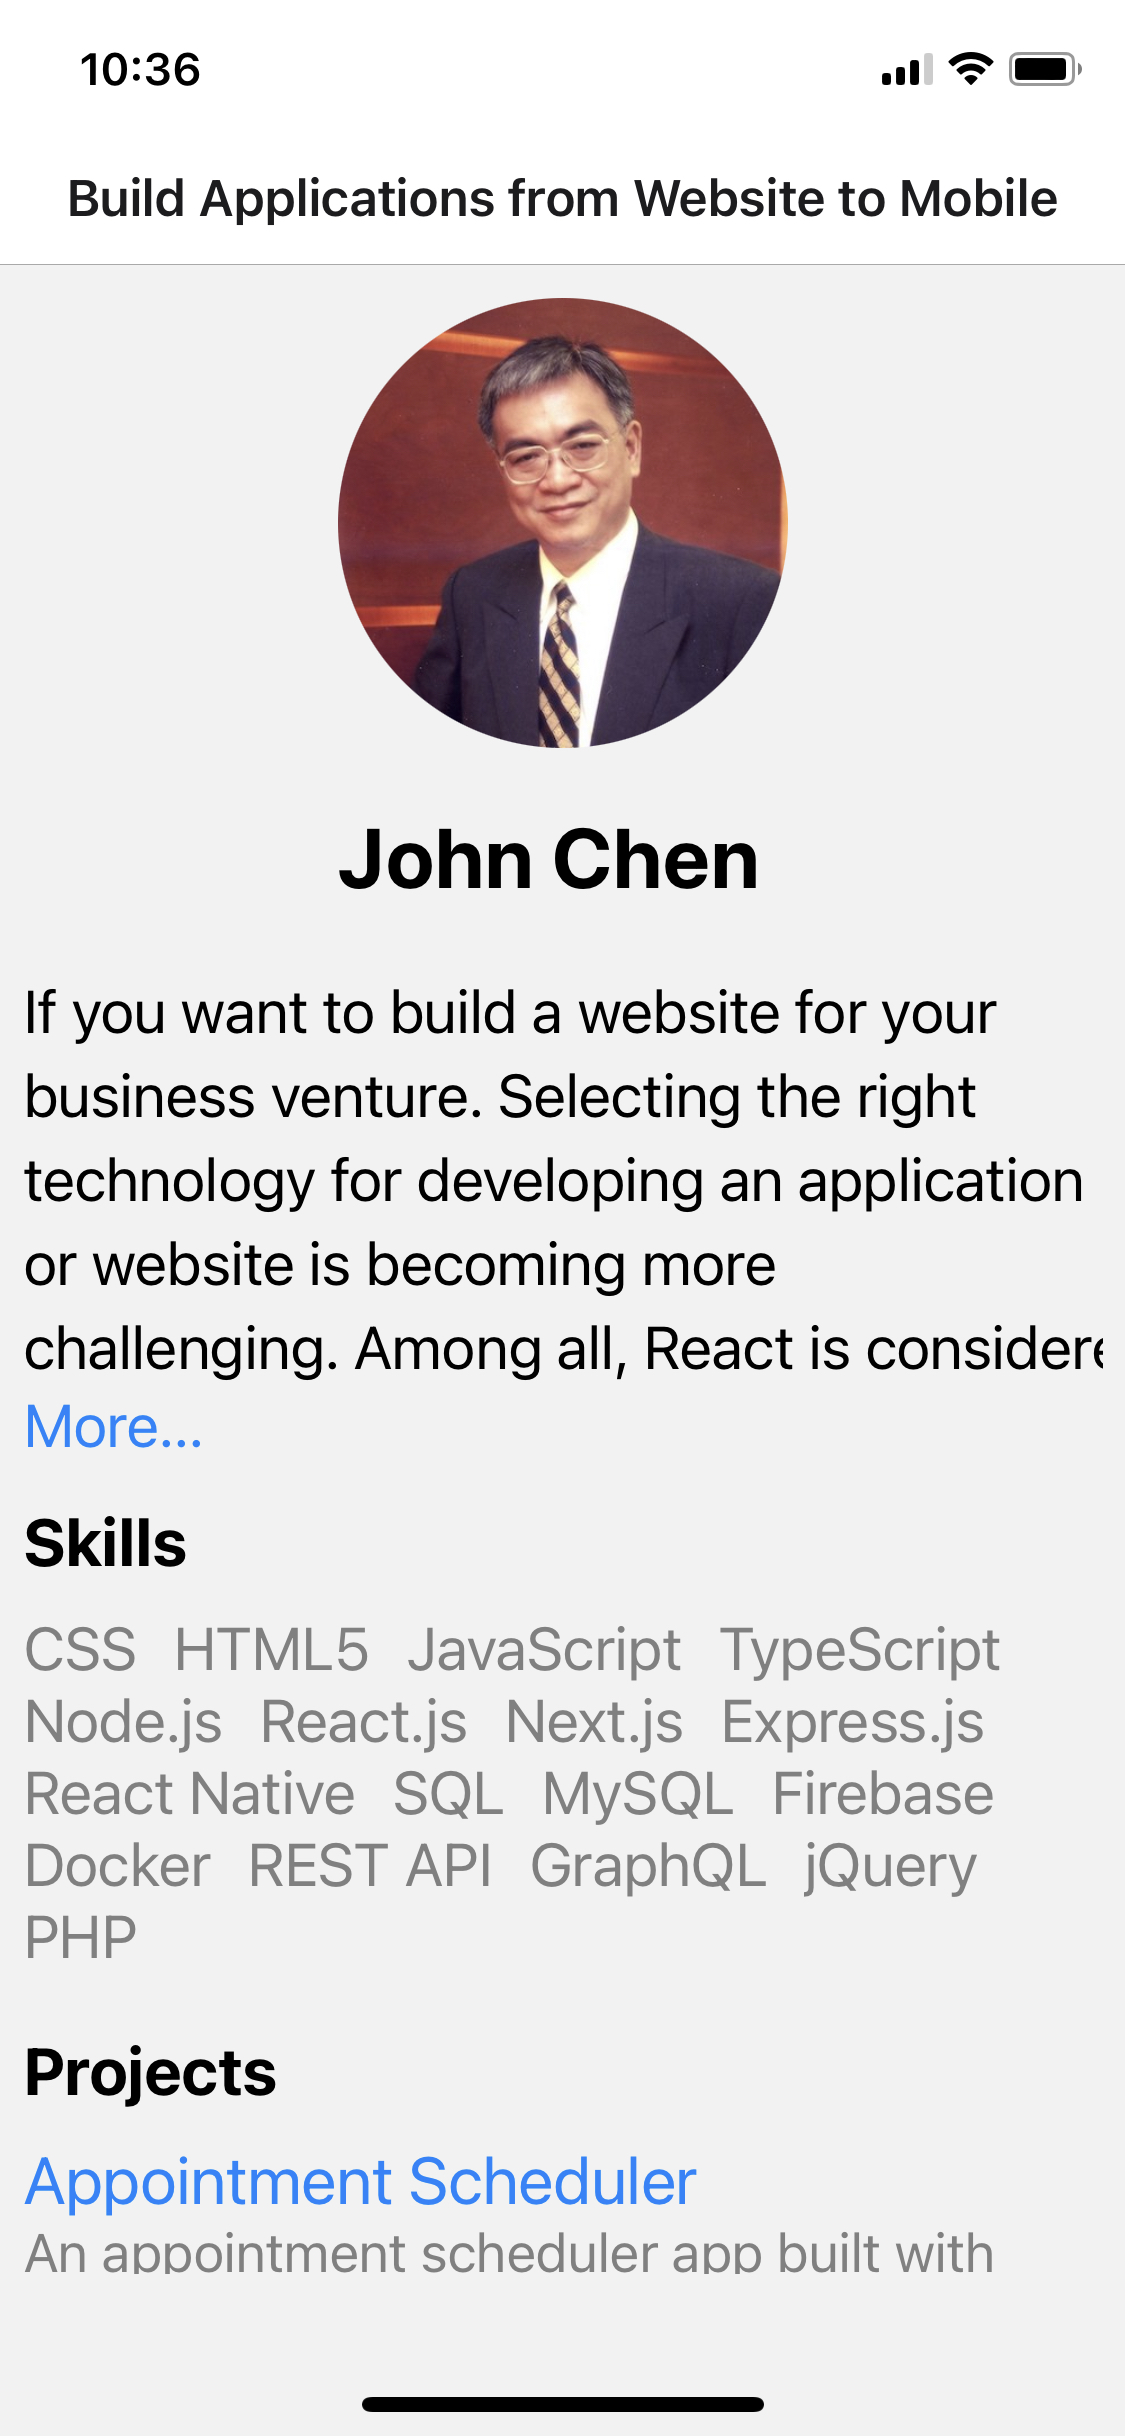 10:36
Build Applications from Website to Mobile
John Chen
If you want to build a website for your
business venture. Selecting the right
technology for developing an application
or website is becoming more
challenging. Among all, React is considere
More...
Skills
CSS HTML5 JavaScript TypeScript
Node.js React.js Next.js Express.js
React Native SQL MySQL Firebase
Docker REST API GraphQL jQuery
PHP
Projects
Appointment Scheduler
An appointment scheduler app built with